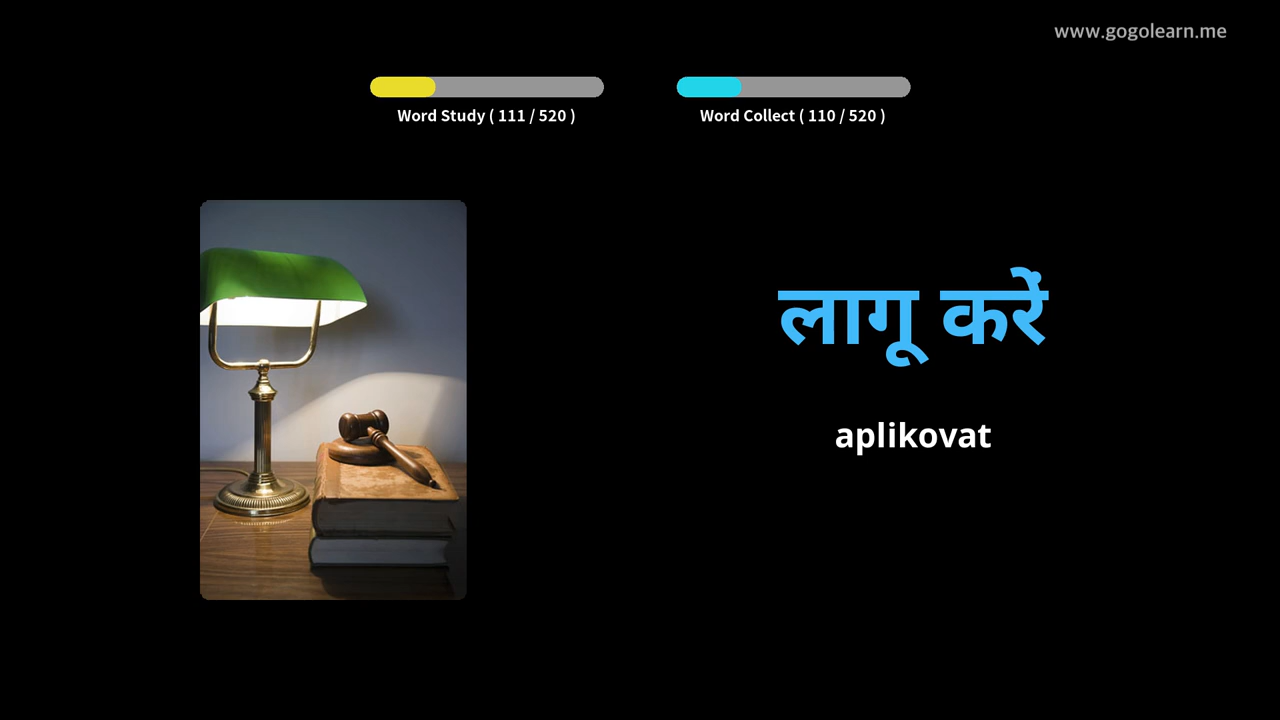 www.gogolearn.me
Word Study ( 111 / 520 )
Word Collect ( 110 / 520 )
लागू करें
aplikovat